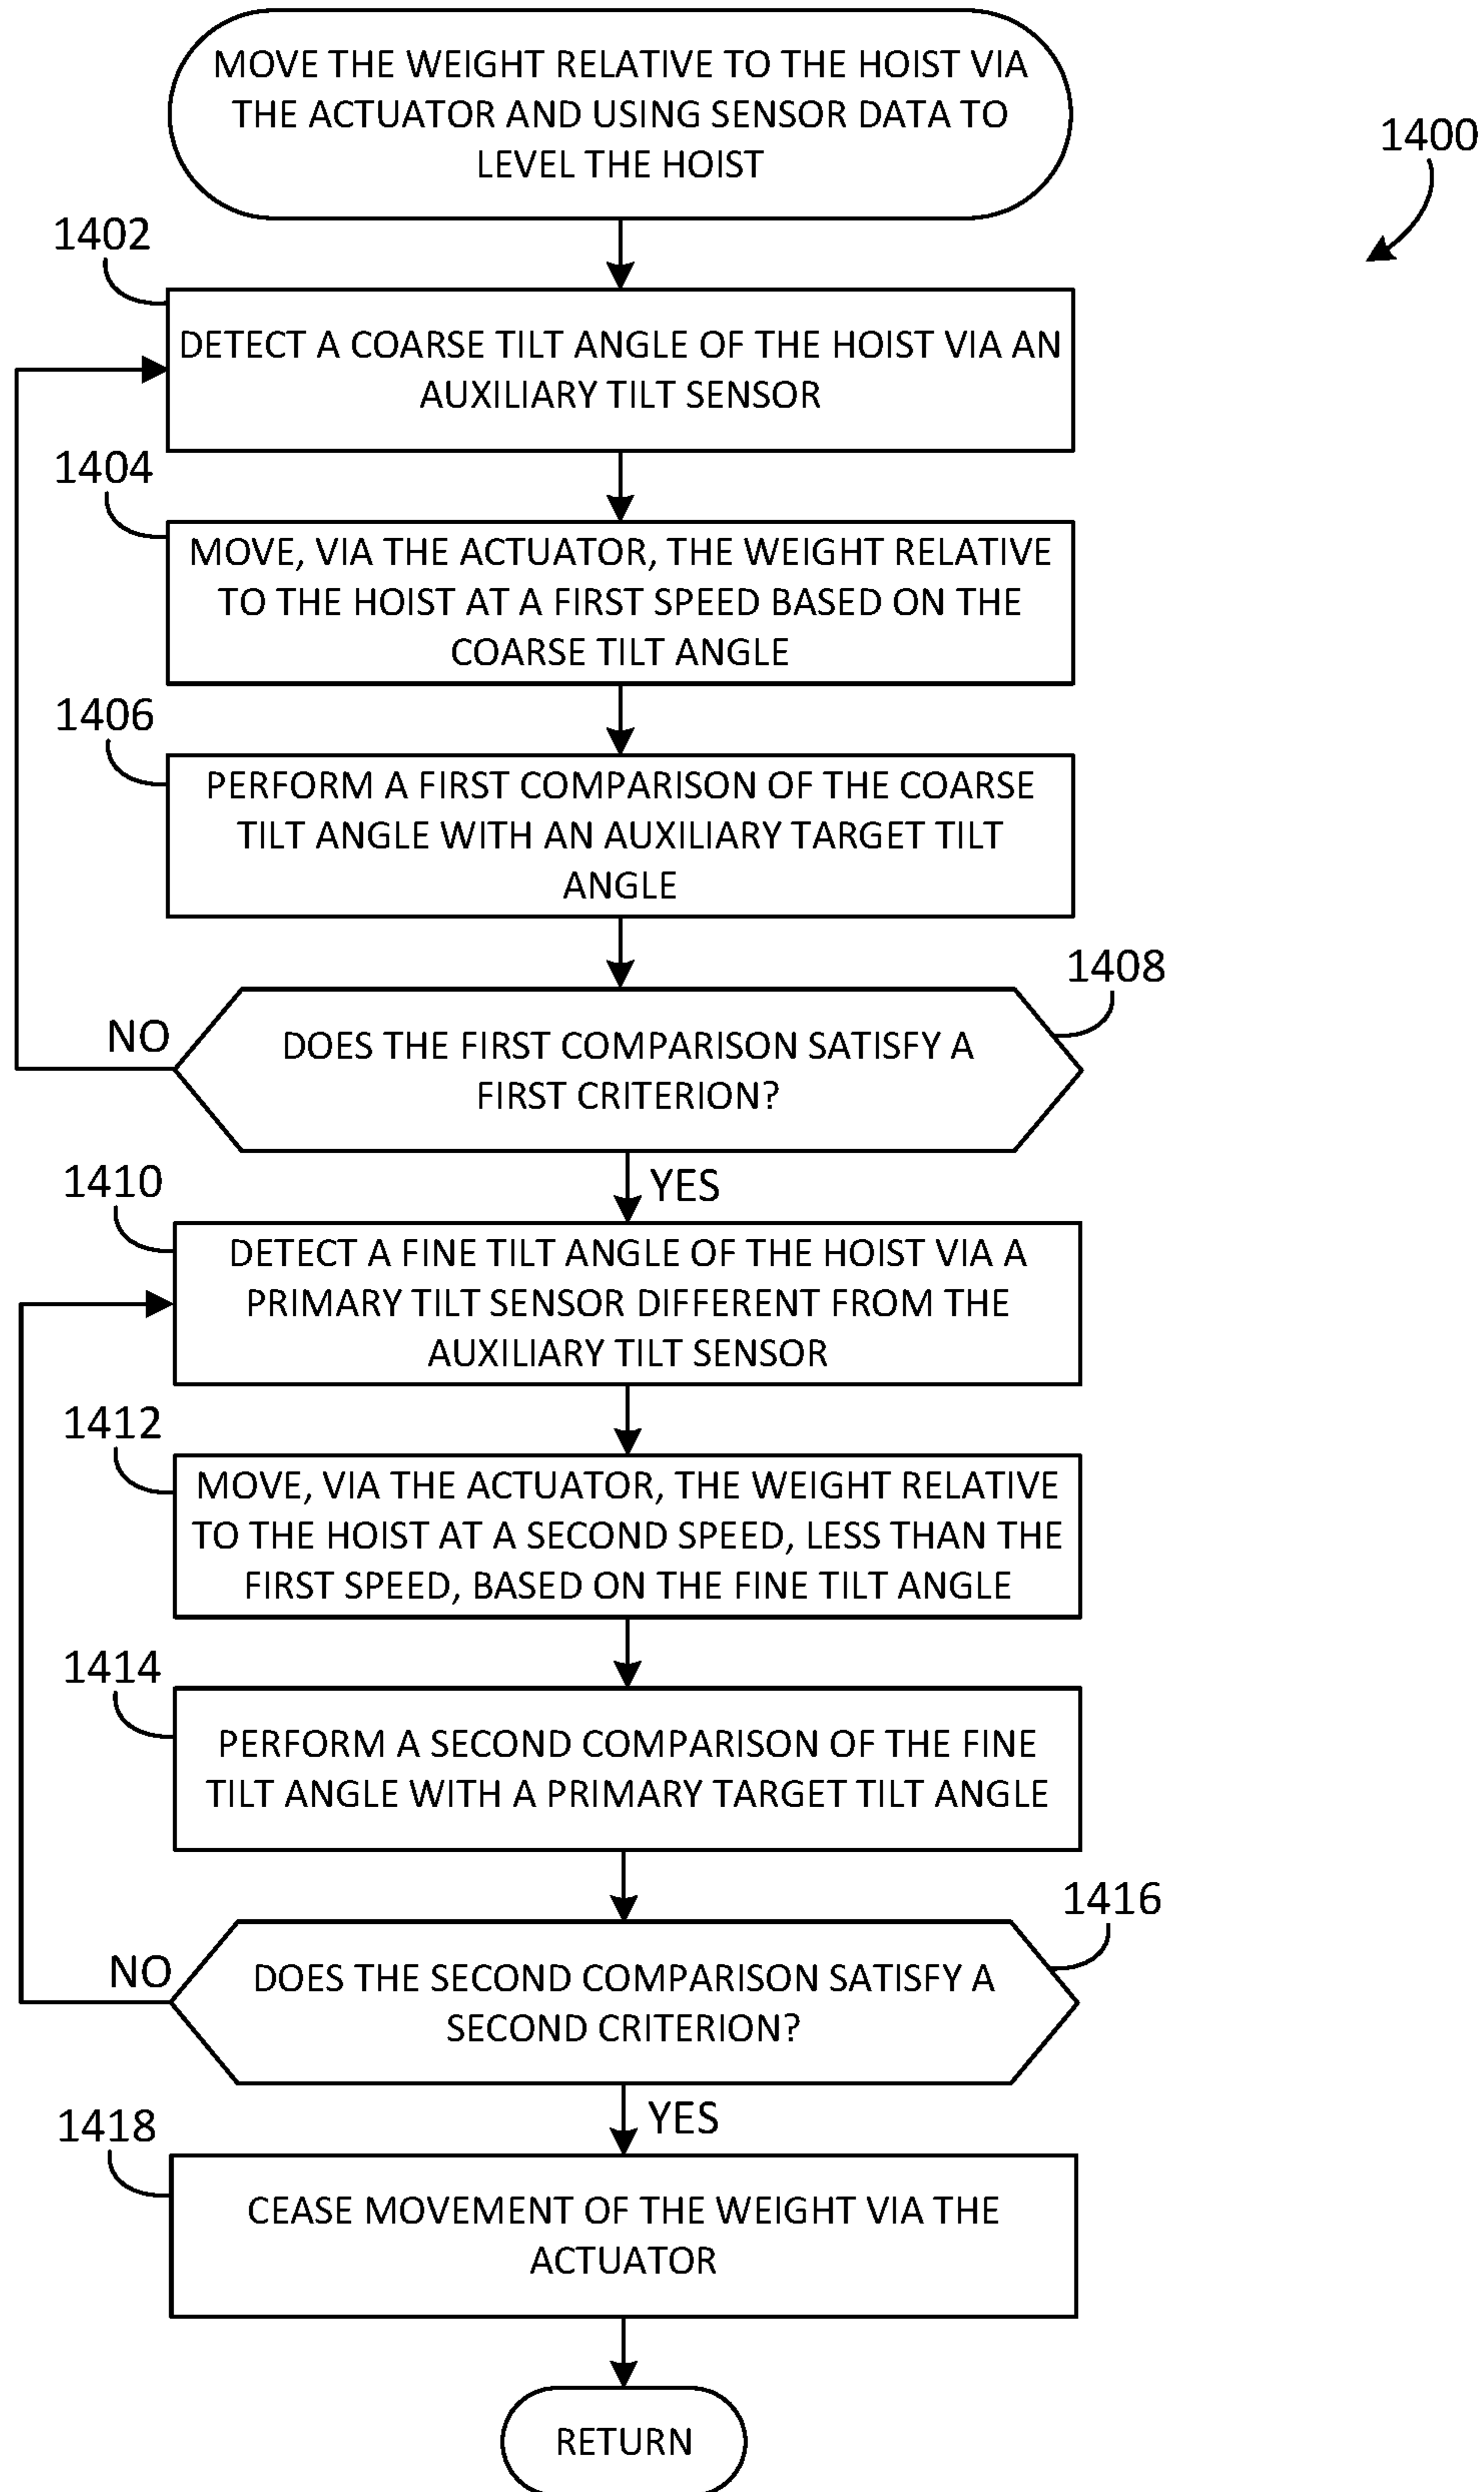 MOVE THE WEIGHT RELATIVE TO THE HOIST VIA
THE ACTUATOR AND USING SENSOR DATA TO
LEVEL THE HOIST
1400
1402
DETECT A COARSE TILT ANGLE OF THE HOIST VIA AN
AUXILIARY TILT SENSOR
1404
MOVE, VIA THE ACTUATOR, THE WEIGHT RELATIVE
TO THE HOIST AT A FIRST SPEED BASED ON THE
COARSE TILT ANGLE
1406
PERFORM A FIRST COMPARISON OF THE COARSE
TILT ANGLE WITH AN AUXILIARY TARGET TILT
ANGLE
1408
NO
DOES THE FIRST COMPARISON SATISFY A
FIRST CRITERION?
YES
1410
DETECT A FINE TILT ANGLE OF THE HOIST VIA A
PRIMARY TILT SENSOR DIFFERENT FROM THE
AUXILIARY TILT SENSOR
1412
MOVE, VIA THE ACTUATOR, THE WEIGHT RELATIVE
TO THE HOIST AT A SECOND SPEED, LESS THAN THE
FIRST SPEED, BASED ON THE FINE TILT ANGLE
1414
PERFORM A SECOND COMPARISON OF THE FINE
TILT ANGLE WITH A PRIMARY TARGET TILT ANGLE
1416
NO
DOES THE SECOND COMPARISON SATISFY A
SECOND CRITERION?
YES
1418
CEASE MOVEMENT OF THE WEIGHT VIA THE
ACTUATOR
RETURN